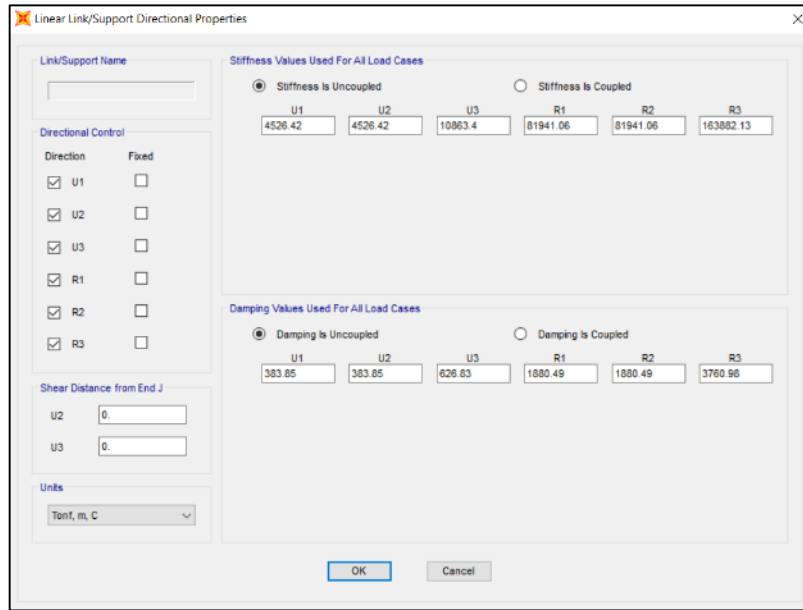 Linear Link/Support Directional Properties
Link/Support Name
Directional Control
Direction Fixed
U1
U2
U3
R1
R2
R3
Shear Distance from End J
U2 0.
U3 0.
Units
Tonf, m, C
Stiffness Values Used For All Load Cases
Stiffness Is Uncoupled Stiffness Is Coupled
U1 U2 U3 R1 R2 R3
4526.42 4526.42 10863.4 81941.06 81941.06 163882.13
Damping Values Used For All Load Cases
Damping Is Uncoupled Damping Is Coupled
U1 U2 U3 R1 R2 R3
383.85 383.85 626.83 1880.49 1880.49 3760.98
OK Cancel